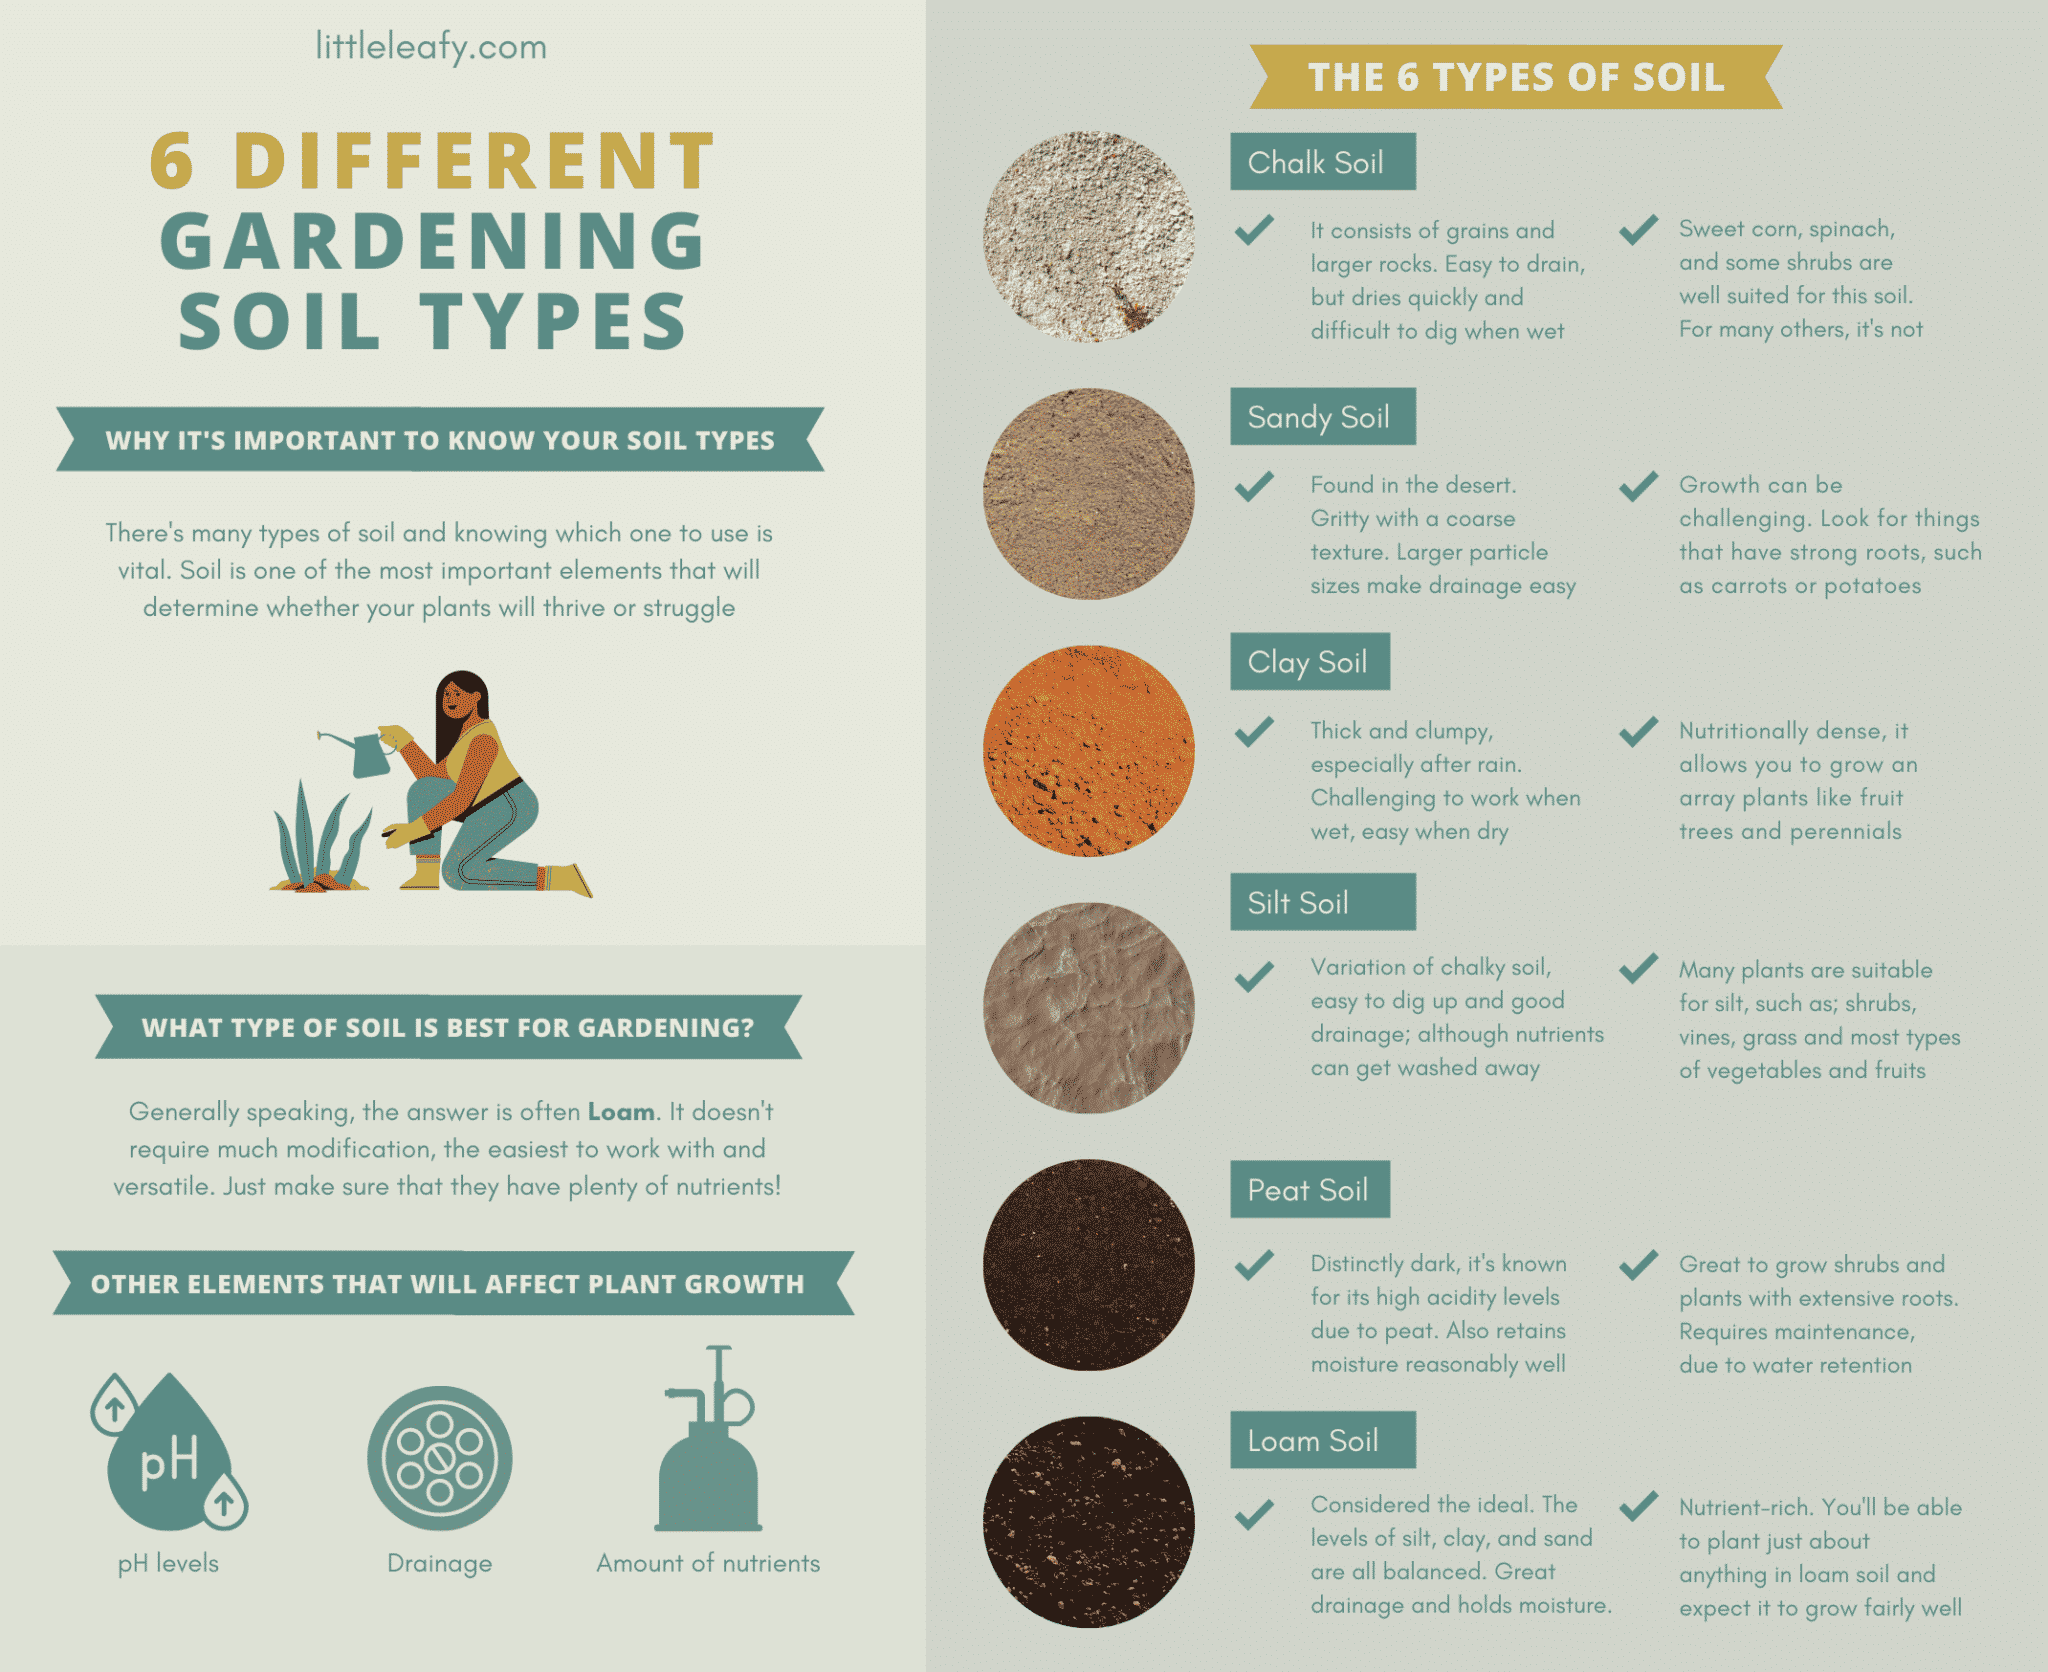 littleleafy.com
6 DIFFERENT
GARDENING
SOIL TYPES
WHY IT'S IMPORTANT TO KNOW YOUR SOIL TYPES
There's many types of soil and knowing which one to use is
vital. Soil is one of the most important elements that will
determine whether your plants will thrive or struggle
WHAT TYPE OF SOIL IS BEST FOR GARDENING?
Generally speaking, the answer is often Loam. It doesn't
require much modification, the easiest to work with and
versatile. Just make sure that they have plenty of nutrients!
OTHER ELEMENTS THAT WILL AFFECT PLANT GROWTH
pH
pH levels
Drainage
Amount of nutrients
THE 6 TYPES OF SOIL
Chalk Soil
It consists of grains and
larger rocks. Easy to drain,
but dries quickly and
difficult to dig when wet
Sweet corn, spinach,
and some shrubs are
well suited for this soil.
For many others, it's not
Sandy Soil
Found in the desert.
Gritty with a coarse
texture. Larger particle
sizes make drainage easy
Growth can be
challenging. Look for things
that have strong roots, such
as carrots or potatoes
Clay Soil
Thick and clumpy,
especially after rain.
Challenging to work when
wet, easy when dry
Nutritionally dense, it
allows you to grow an
array plants like fruit
trees and perennials
Silt Soil
Variation of chalky soil,
easy to dig up and good
drainage; although nutrients
can get washed away
Many plants are suitable
for silt, such as; shrubs,
vines, grass and most types
of vegetables and fruits
Peat Soil
Distinctly dark, it's known
for its high acidity levels
due to peat. Also retains
moisture reasonably well
Great to grow shrubs and
plants with extensive roots.
Requires maintenance,
due to water retention
Loam Soil
Considered the ideal. The
levels of silt, clay, and sand
are all balanced. Great
drainage and holds moisture.
Nutrient-rich. You'll be able
to plant just about
anything in loam soil and
expect it to grow fairly well